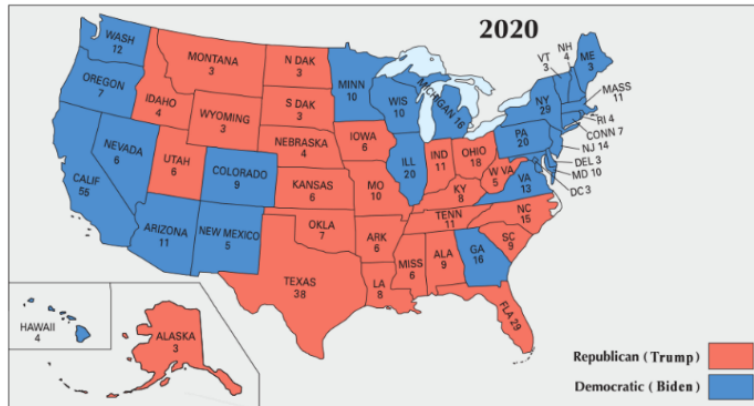 2020
WASH
12
OREGON
7
CALIF
55
NEVADA
6
IDAHO
4
MONTANA
3
WYOMING
3
UTAH
6
COLORADO
9
ARIZONA
11
NEW MEXICO
5
N DAK
3
S DAK
3
NEBRASKA
4
KANSAS
6
OKLA
7
TEXAS
38
MINN
10
IOWA
6
MO
10
ARK
6
LA
8
WIS
10
ILL
20
MICHIGAN 16
IND
11
OHIO
18
KY
8
TENN
11
MISS
6
ALA
9
GA
16
FLA 29
SC
9
NC
15
VA
13
W VA
5
PA
20
NY
29
VT
3
NH
4
ME
3
MASS
11
RI 4
CONN 7
NJ 14
DEL 3
MD 10
DC 3
HAWAII
4
ALASKA
3
Republican (Trump)
Democratic (Biden)